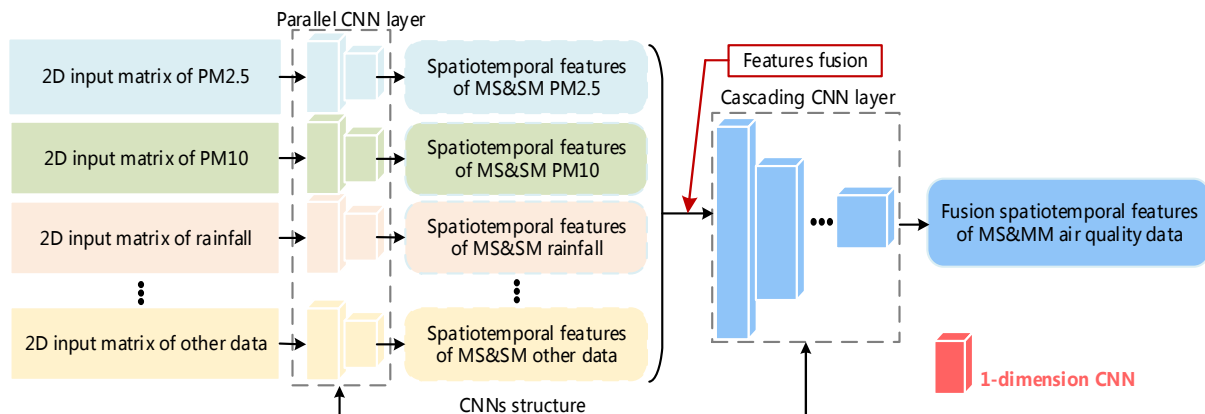 Parallel CNN layer
2D input matrix of PM2.5
Spatiotemporal features
of MS&SM PM2.5
2D input matrix of PM10
Spatiotemporal features
of MS&SM PM10
2D input matrix of rainfall
Spatiotemporal features
of MS&SM rainfall
2D input matrix of other data
Spatiotemporal features
of MS&SM other data
Features fusion
Cascading CNN layer
Fusion spatiotemporal features
of MS&MM air quality data
1-dimension CNN
CNNs structure